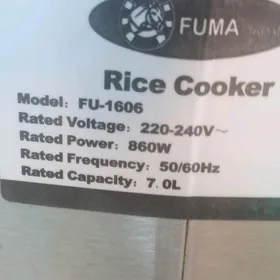 FUMA
Rice Cooker
Model: FU-1606
Rated Voltage: 220-240V~
Rated Power: 860W
Rated Frequency: 50/60Hz
Rated Capacity: 7.0L